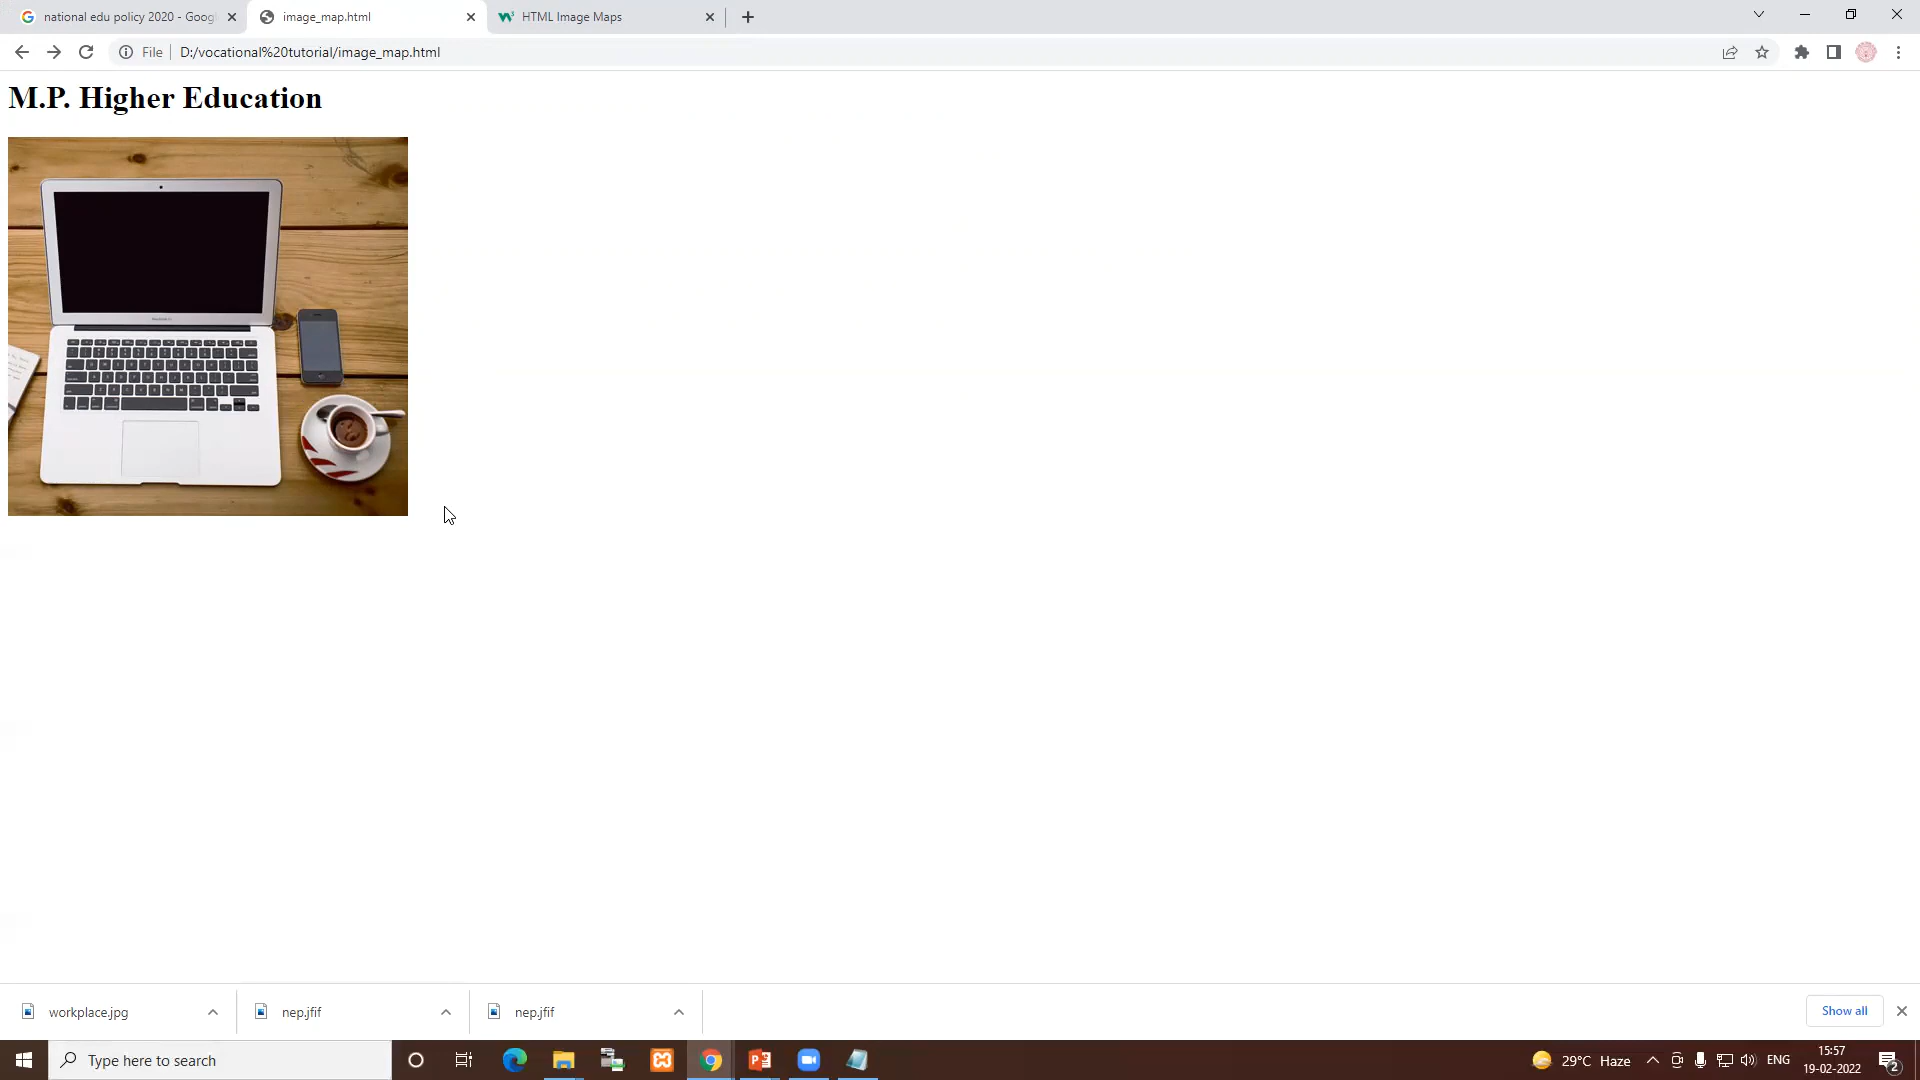 national edu policy 2020 - Goog
image_map.html
HTML Image Maps
File
D:/vocational%20tutorial/image_map.html
M.P. Higher Education
workplace.jpg
nep.jfif
nep.jfif
Show all
Type here to search
29°C Haze
ENG
15:57
19-02-2022
2